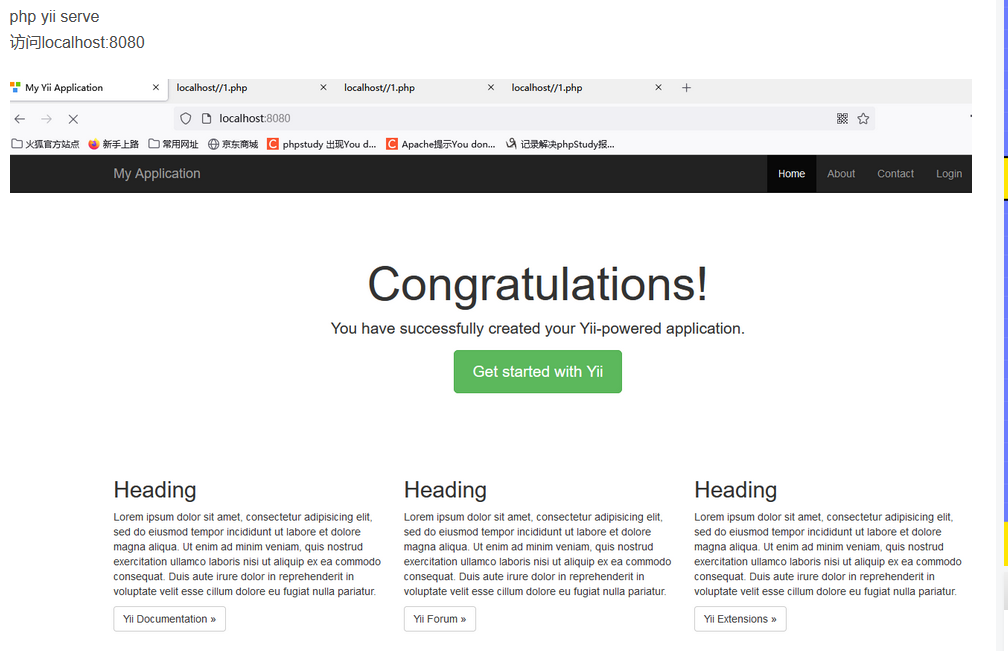 php yii serve
访问localhost:8080
My Yii Application
localhost//1.php
localhost//1.php
localhost//1.php
localhost:8080
火狐官方站点 新手上路 常用网址 京东商城 phpstudy 出现You d... Apache提示You don... 记录解决phpStudy报...
My Application Home About Contact Login
Congratulations!
You have successfully created your Yii-powered application.
Get started with Yii
Heading
Lorem ipsum dolor sit amet, consectetur adipisicing elit,
sed do eiusmod tempor incididunt ut labore et dolore
magna aliqua. Ut enim ad minim veniam, quis nostrud
exercitation ullamco laboris nisi ut aliquip ex ea commodo
consequat. Duis aute irure dolor in reprehenderit in
voluptate velit esse cillum dolore eu fugiat nulla pariatur.
Yii Documentation »
Heading
Lorem ipsum dolor sit amet, consectetur adipisicing elit,
sed do eiusmod tempor incididunt ut labore et dolore
magna aliqua. Ut enim ad minim veniam, quis nostrud
exercitation ullamco laboris nisi ut aliquip ex ea commodo
consequat. Duis aute irure dolor in reprehenderit in
voluptate velit esse cillum dolore eu fugiat nulla pariatur.
Yii Forum »
Heading
Lorem ipsum dolor sit amet, consectetur adipisicing elit,
sed do eiusmod tempor incididunt ut labore et dolore
magna aliqua. Ut enim ad minim veniam, quis nostrud
exercitation ullamco laboris nisi ut aliquip ex ea commodo
consequat. Duis aute irure dolor in reprehenderit in
voluptate velit esse cillum dolore eu fugiat nulla pariatur.
Yii Extensions »